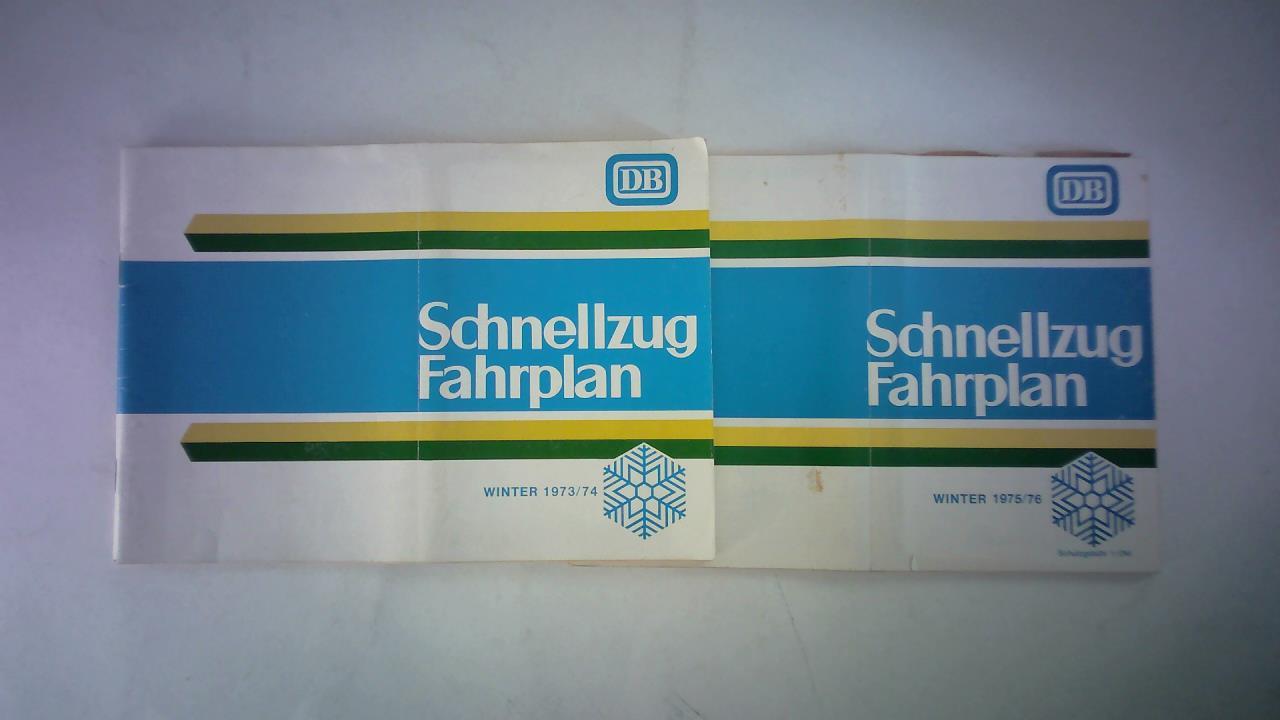 DB
Schnellzug
Fahrplan
WINTER 1973/74
DB
Schnellzug
Fahrplan
WINTER 1975/76